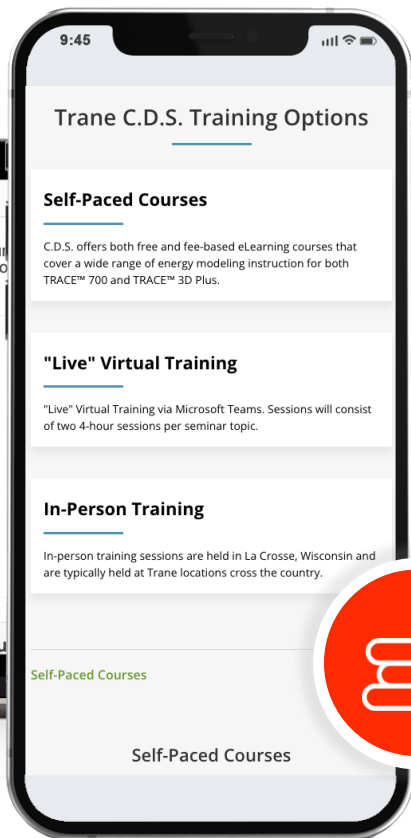 9:45
Trane C.D.S. Training Options
Self-Paced Courses
C.D.S. offers both free and fee-based eLearning courses that
cover a wide range of energy modeling instruction for both
TRACE™ 700 and TRACE™ 3D Plus.
"Live" Virtual Training
"Live" Virtual Training via Microsoft Teams. Sessions will consist
of two 4-hour sessions per seminar topic.
In-Person Training
In-person training sessions are held in La Crosse, Wisconsin and
are typically held at Trane locations cross the country.
Self-Paced Courses
Self-Paced Courses